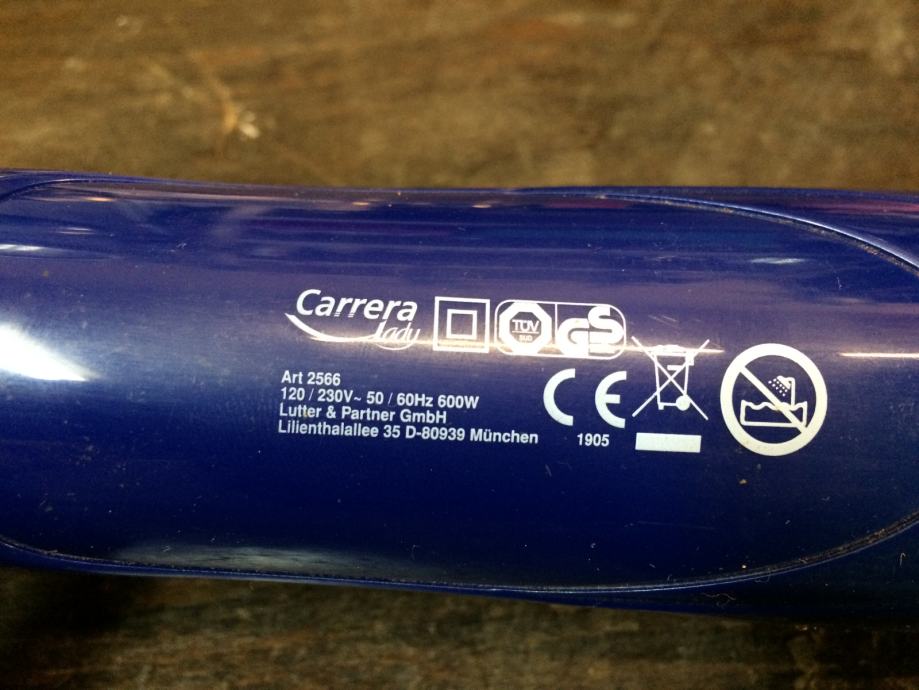 Carrera
lady
TÜV
SÜD
GS
Art 2566
120 / 230V~ 50 / 60Hz 600W
Lutter & Partner GmbH
Lilienthalallee 35 D-80939 München
CE
1905